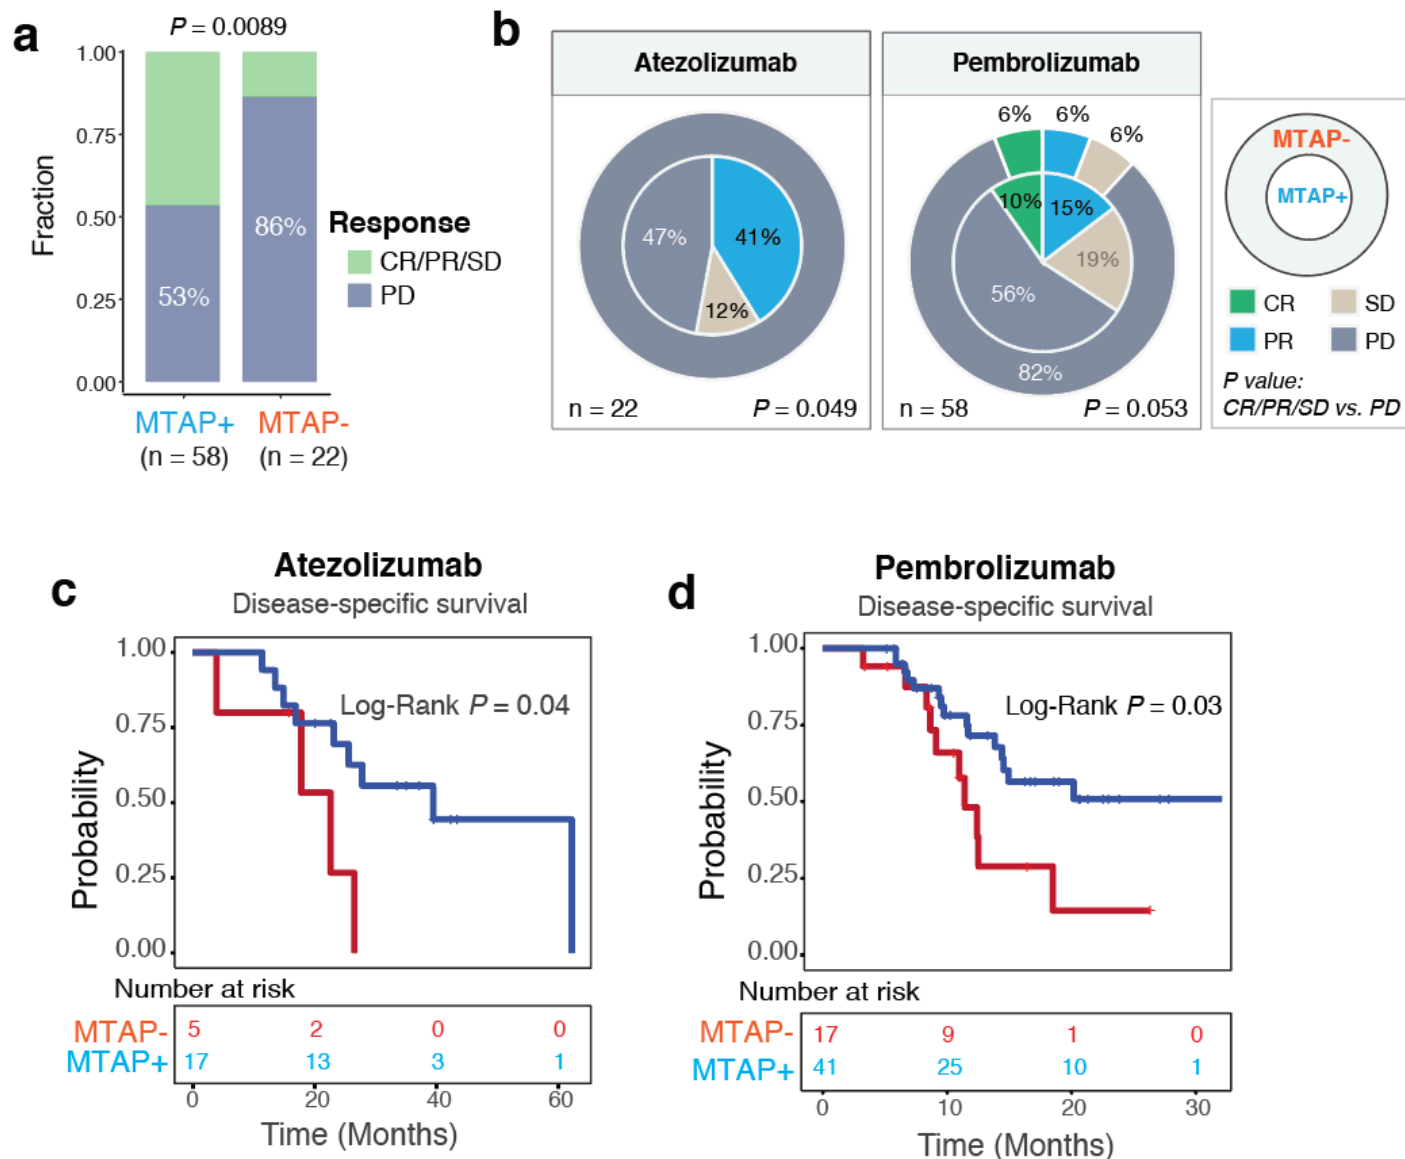 a
P = 0.0089
1.00
0.75
0.50
0.25
0.00
Fraction
53%
86%
Response
CR/PR/SD
PD
MTAP+
(n = 58)
MTAP-
(n = 22)
b
Atezolizumab
47%
41%
12%
n = 22
P = 0.049
Pembrolizumab
6%
6%
6%
10%
15%
19%
56%
82%
n = 58
P = 0.053
MTAP-
MTAP+
CR
SD
PR
PD
P value:
CR/PR/SD vs. PD
c
Atezolizumab
Disease-specific survival
1.00
0.75
0.50
0.25
0.00
Probability
Log-Rank P = 0.04
Number at risk
MTAP- 5 2 0 0
MTAP+ 17 13 3 1
0 20 40 60
Time (Months)
d
Pembrolizumab
Disease-specific survival
1.00
0.75
0.50
0.25
0.00
Probability
Log-Rank P = 0.03
Number at risk
MTAP- 17 9 1 0
MTAP+ 41 25 10 1
0 10 20 30
Time (Months)